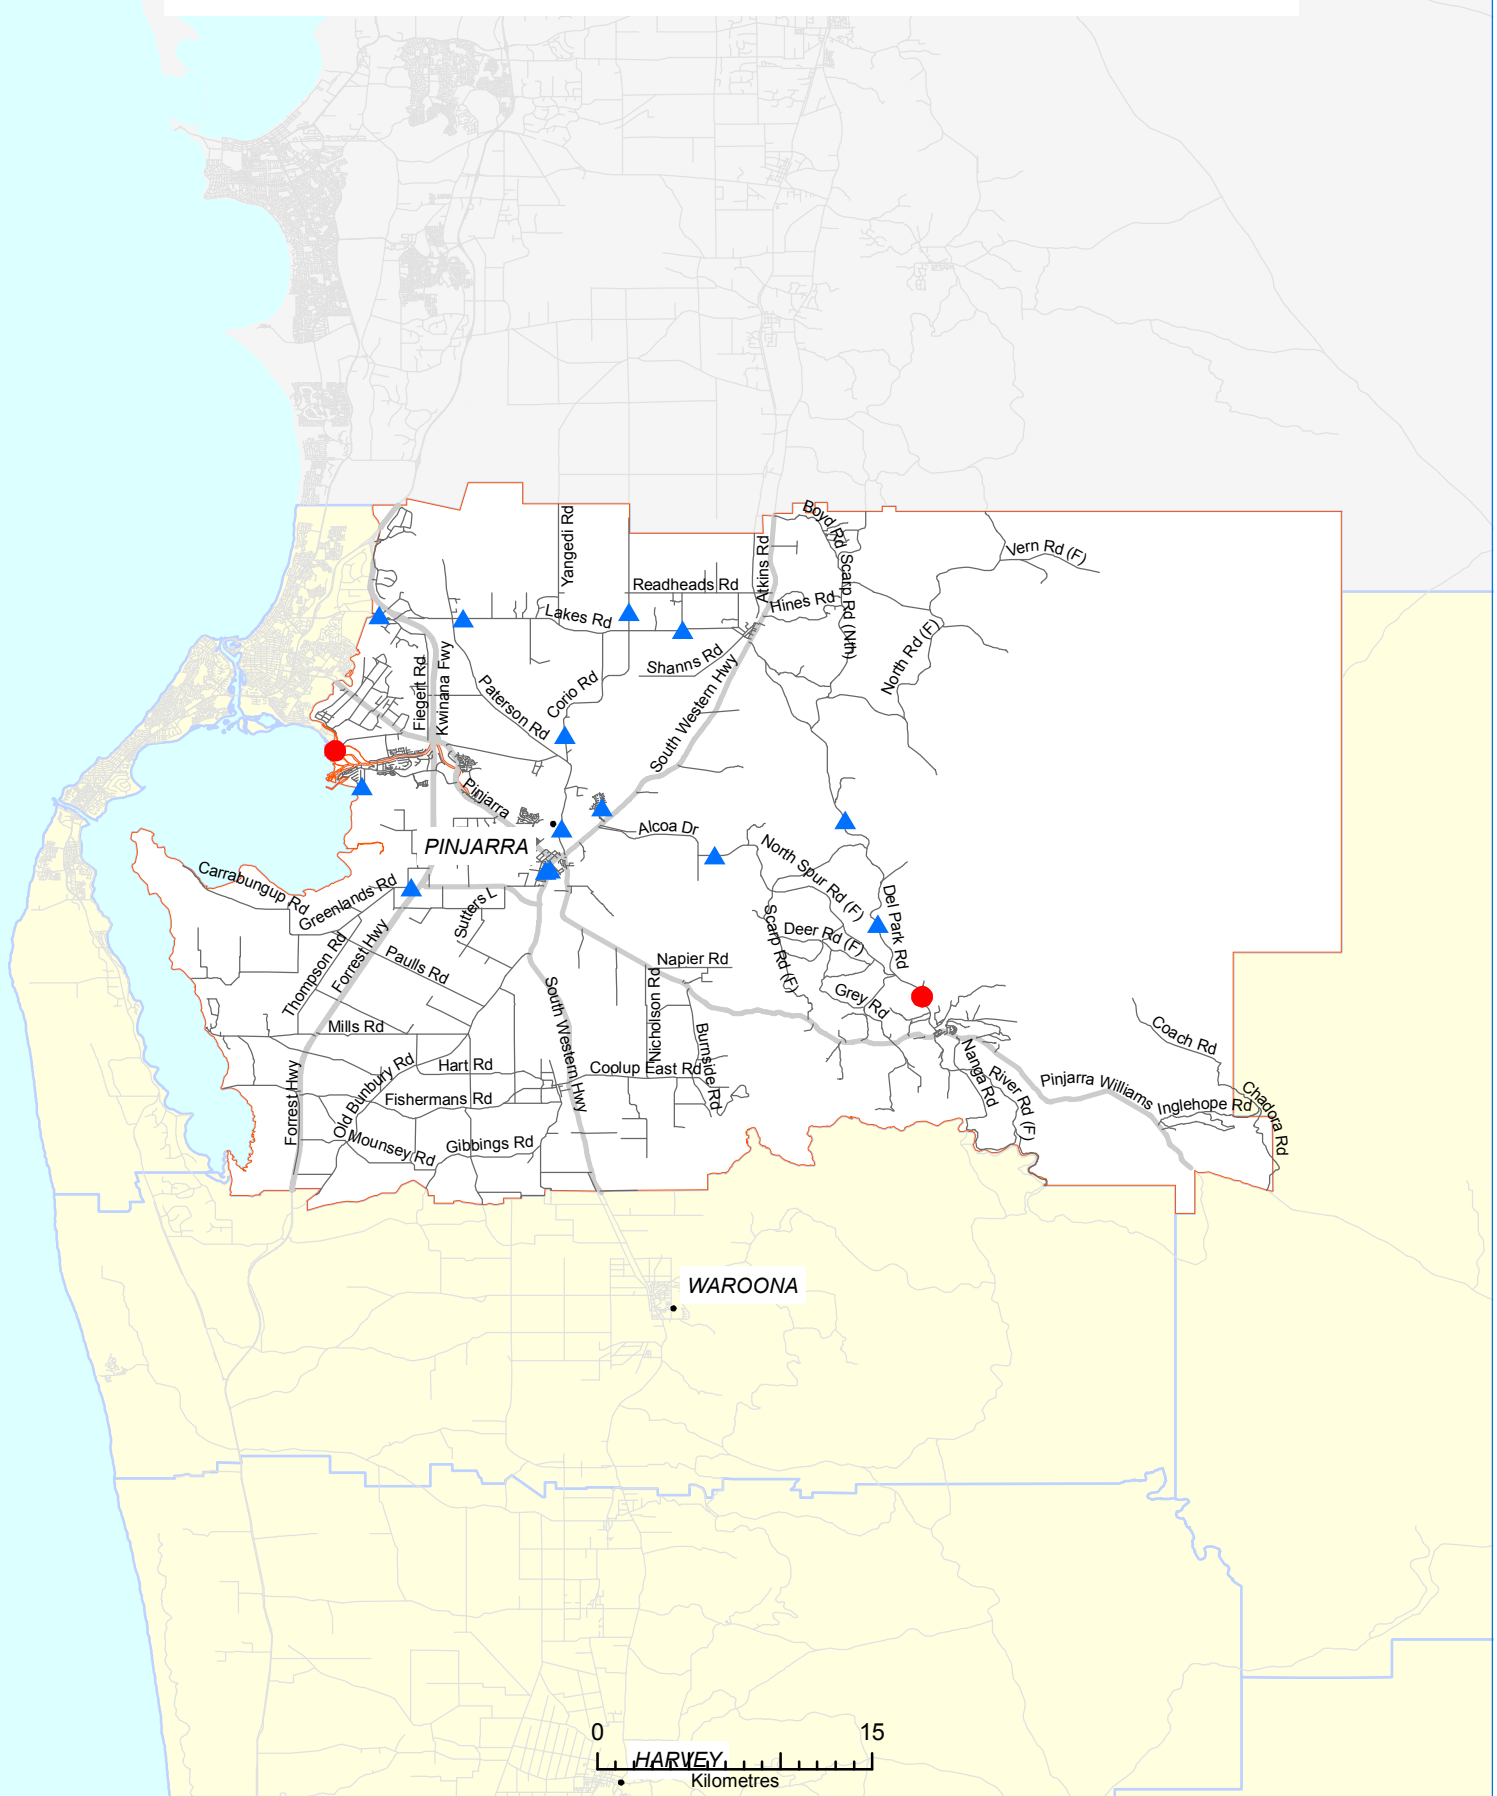 Boyd Rd
Yangedi Rd
Atkins Rd
Vern Rd (F)
Readheads Rd
Scarp Rd (Nth)
Hines Rd
Lakes Rd
North Rd (F)
Shanns Rd
Fiegert Rd
Kwinana Fwy
Paterson Rd
Corio Rd
South Western Hwy
Pinjarra
Alcoa Dr
PINJARRA
North Spur Rd (F)
Carrabungup Rd
Greenlands Rd
Sutters L
Del Park Rd
Scarp Rd (F)
Deer Rd (F)
Thompson Rd
Forrest Hwy
Paulls Rd
Napier Rd
Nicholson Rd
South Western Hwy
Grey Rd
Mills Rd
Burnside Rd
Coach Rd
Nanga Rd
Hart Rd
Coolup East Rd
Old Bunbury Rd
River Rd (F)
Pinjarra Williams
Forrest Hwy
Fishermans Rd
Inglehope Rd
Chadora Rd
Mounsey Rd
Gibbings Rd
WAROONA
0 15
HARVEY
Kilometres